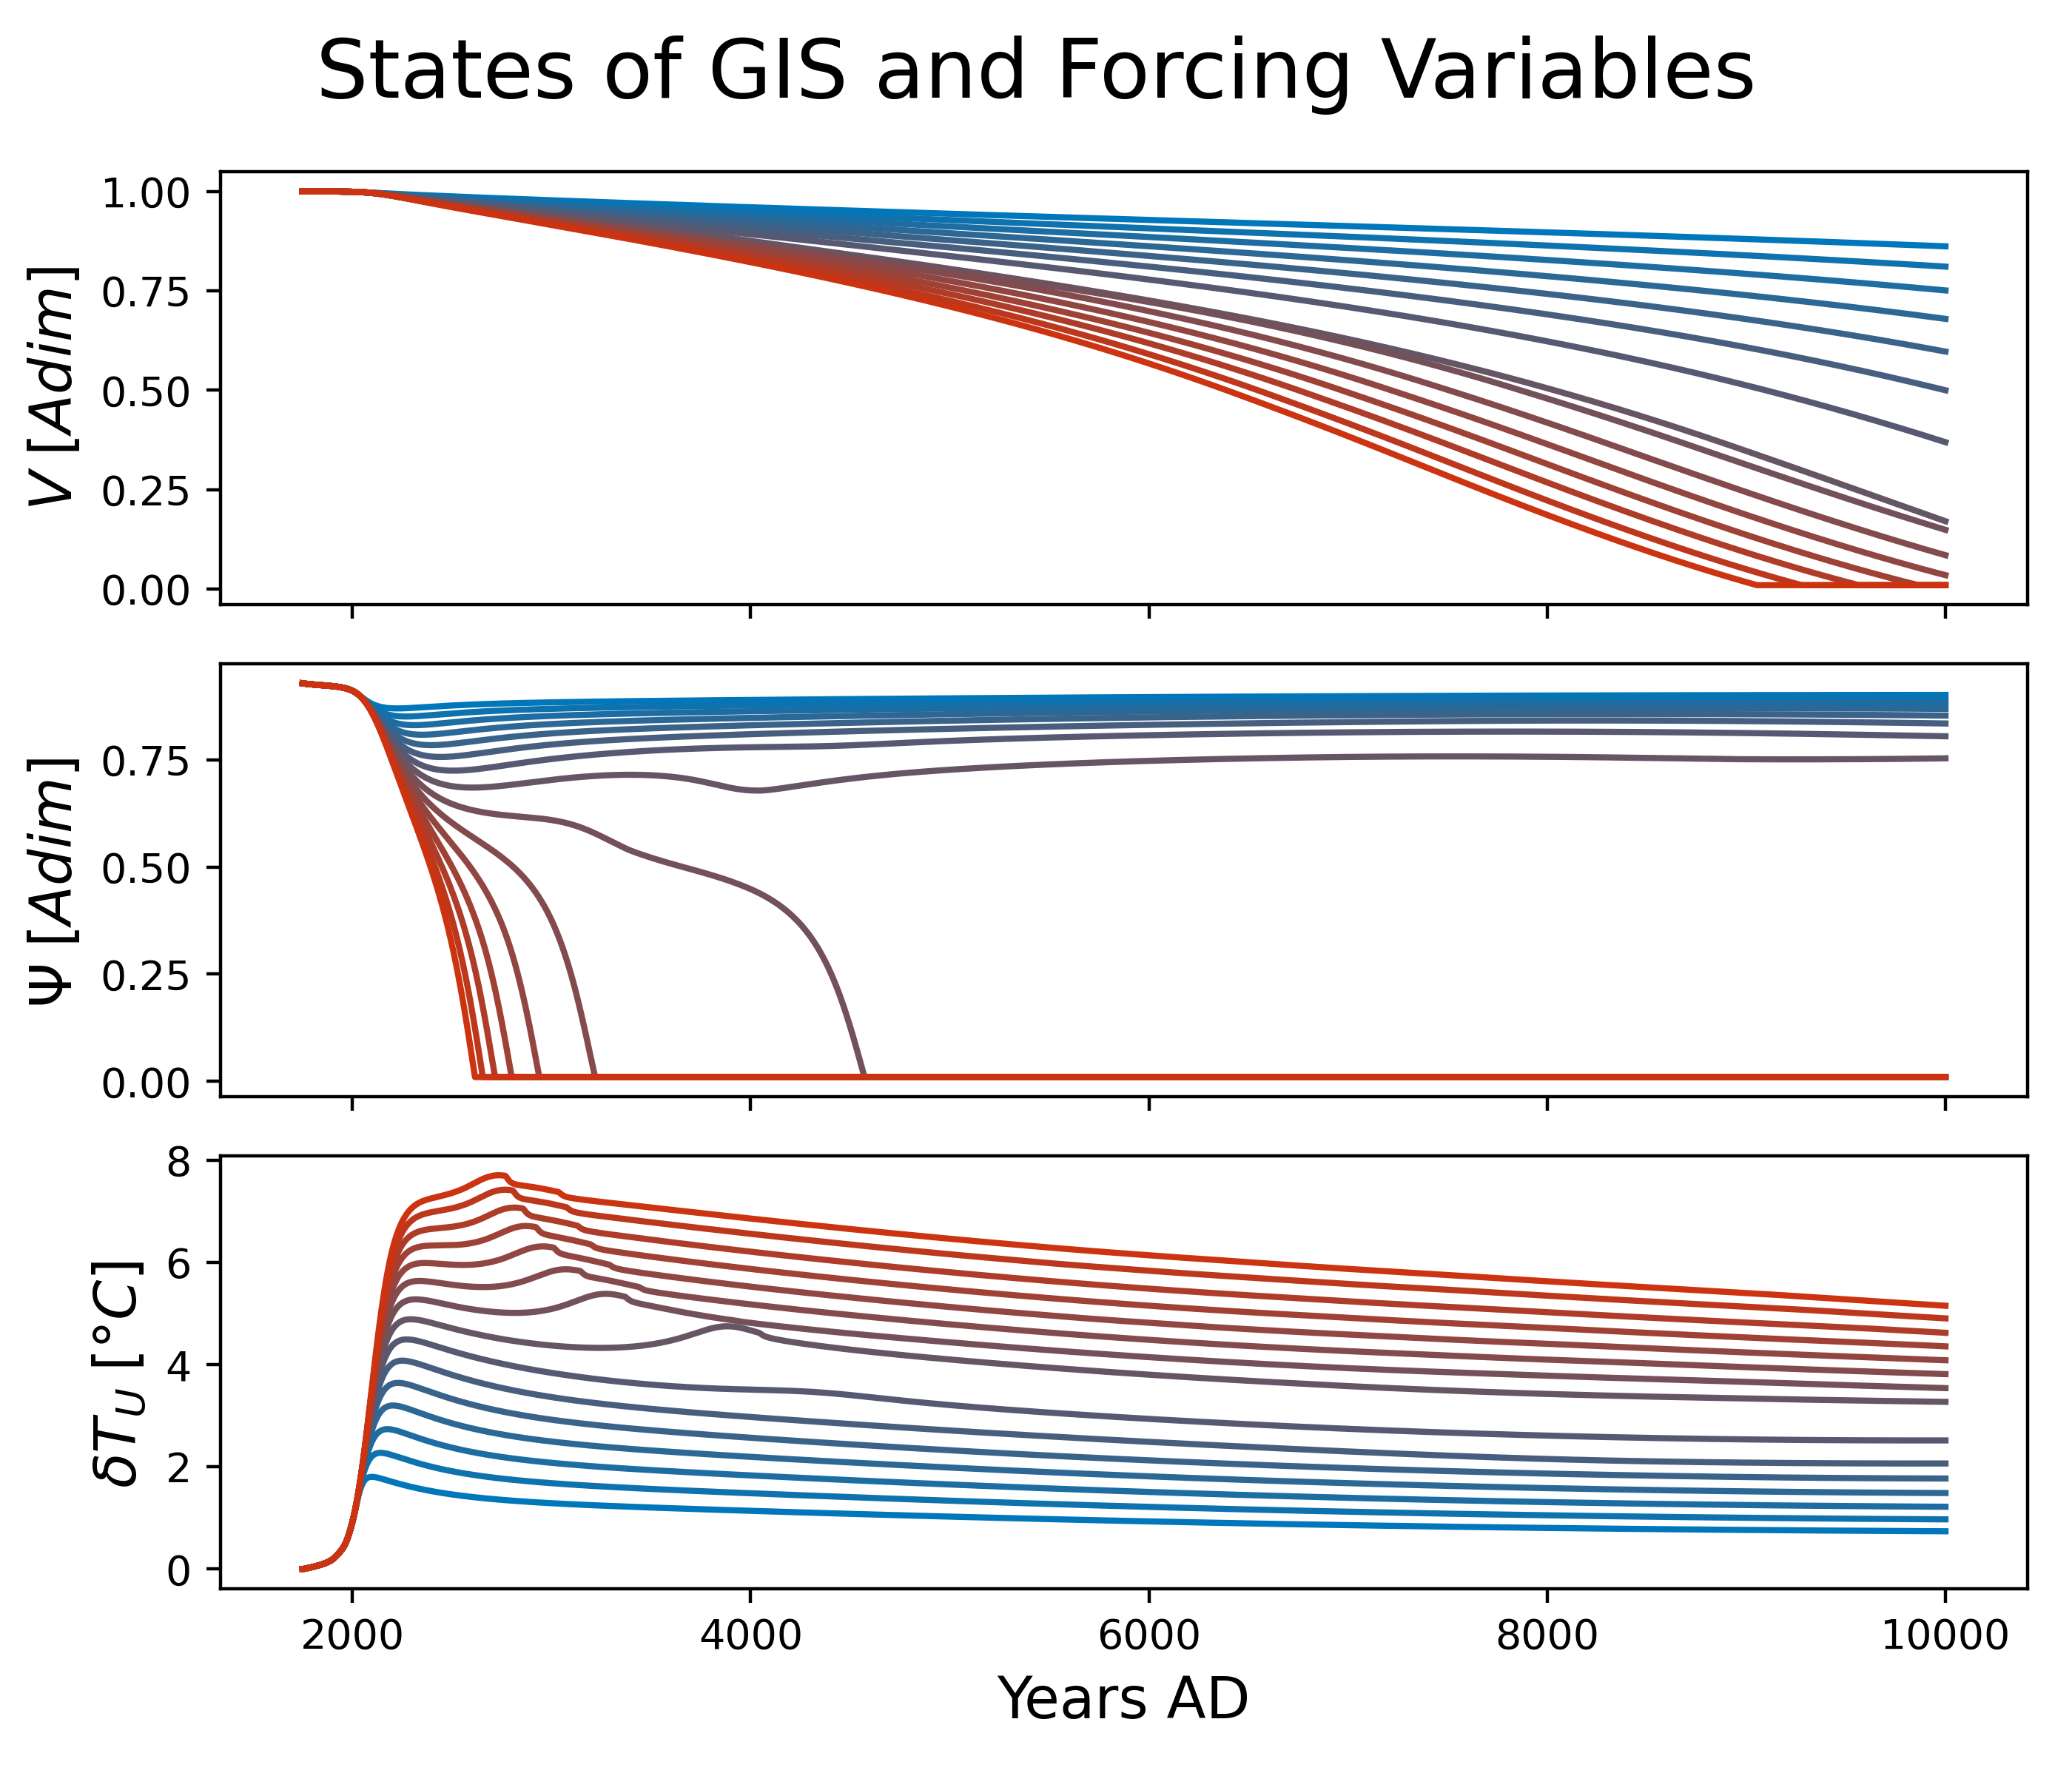 States of GIS and Forcing Variables
1.00
0.75
0.50
0.25
0.00
V [Adim]
0.75
0.50
0.25
0.00
Ψ [Adim]
8
6
4
2
0
δT_U [°C]
2000 4000 6000 8000 10000
Years AD